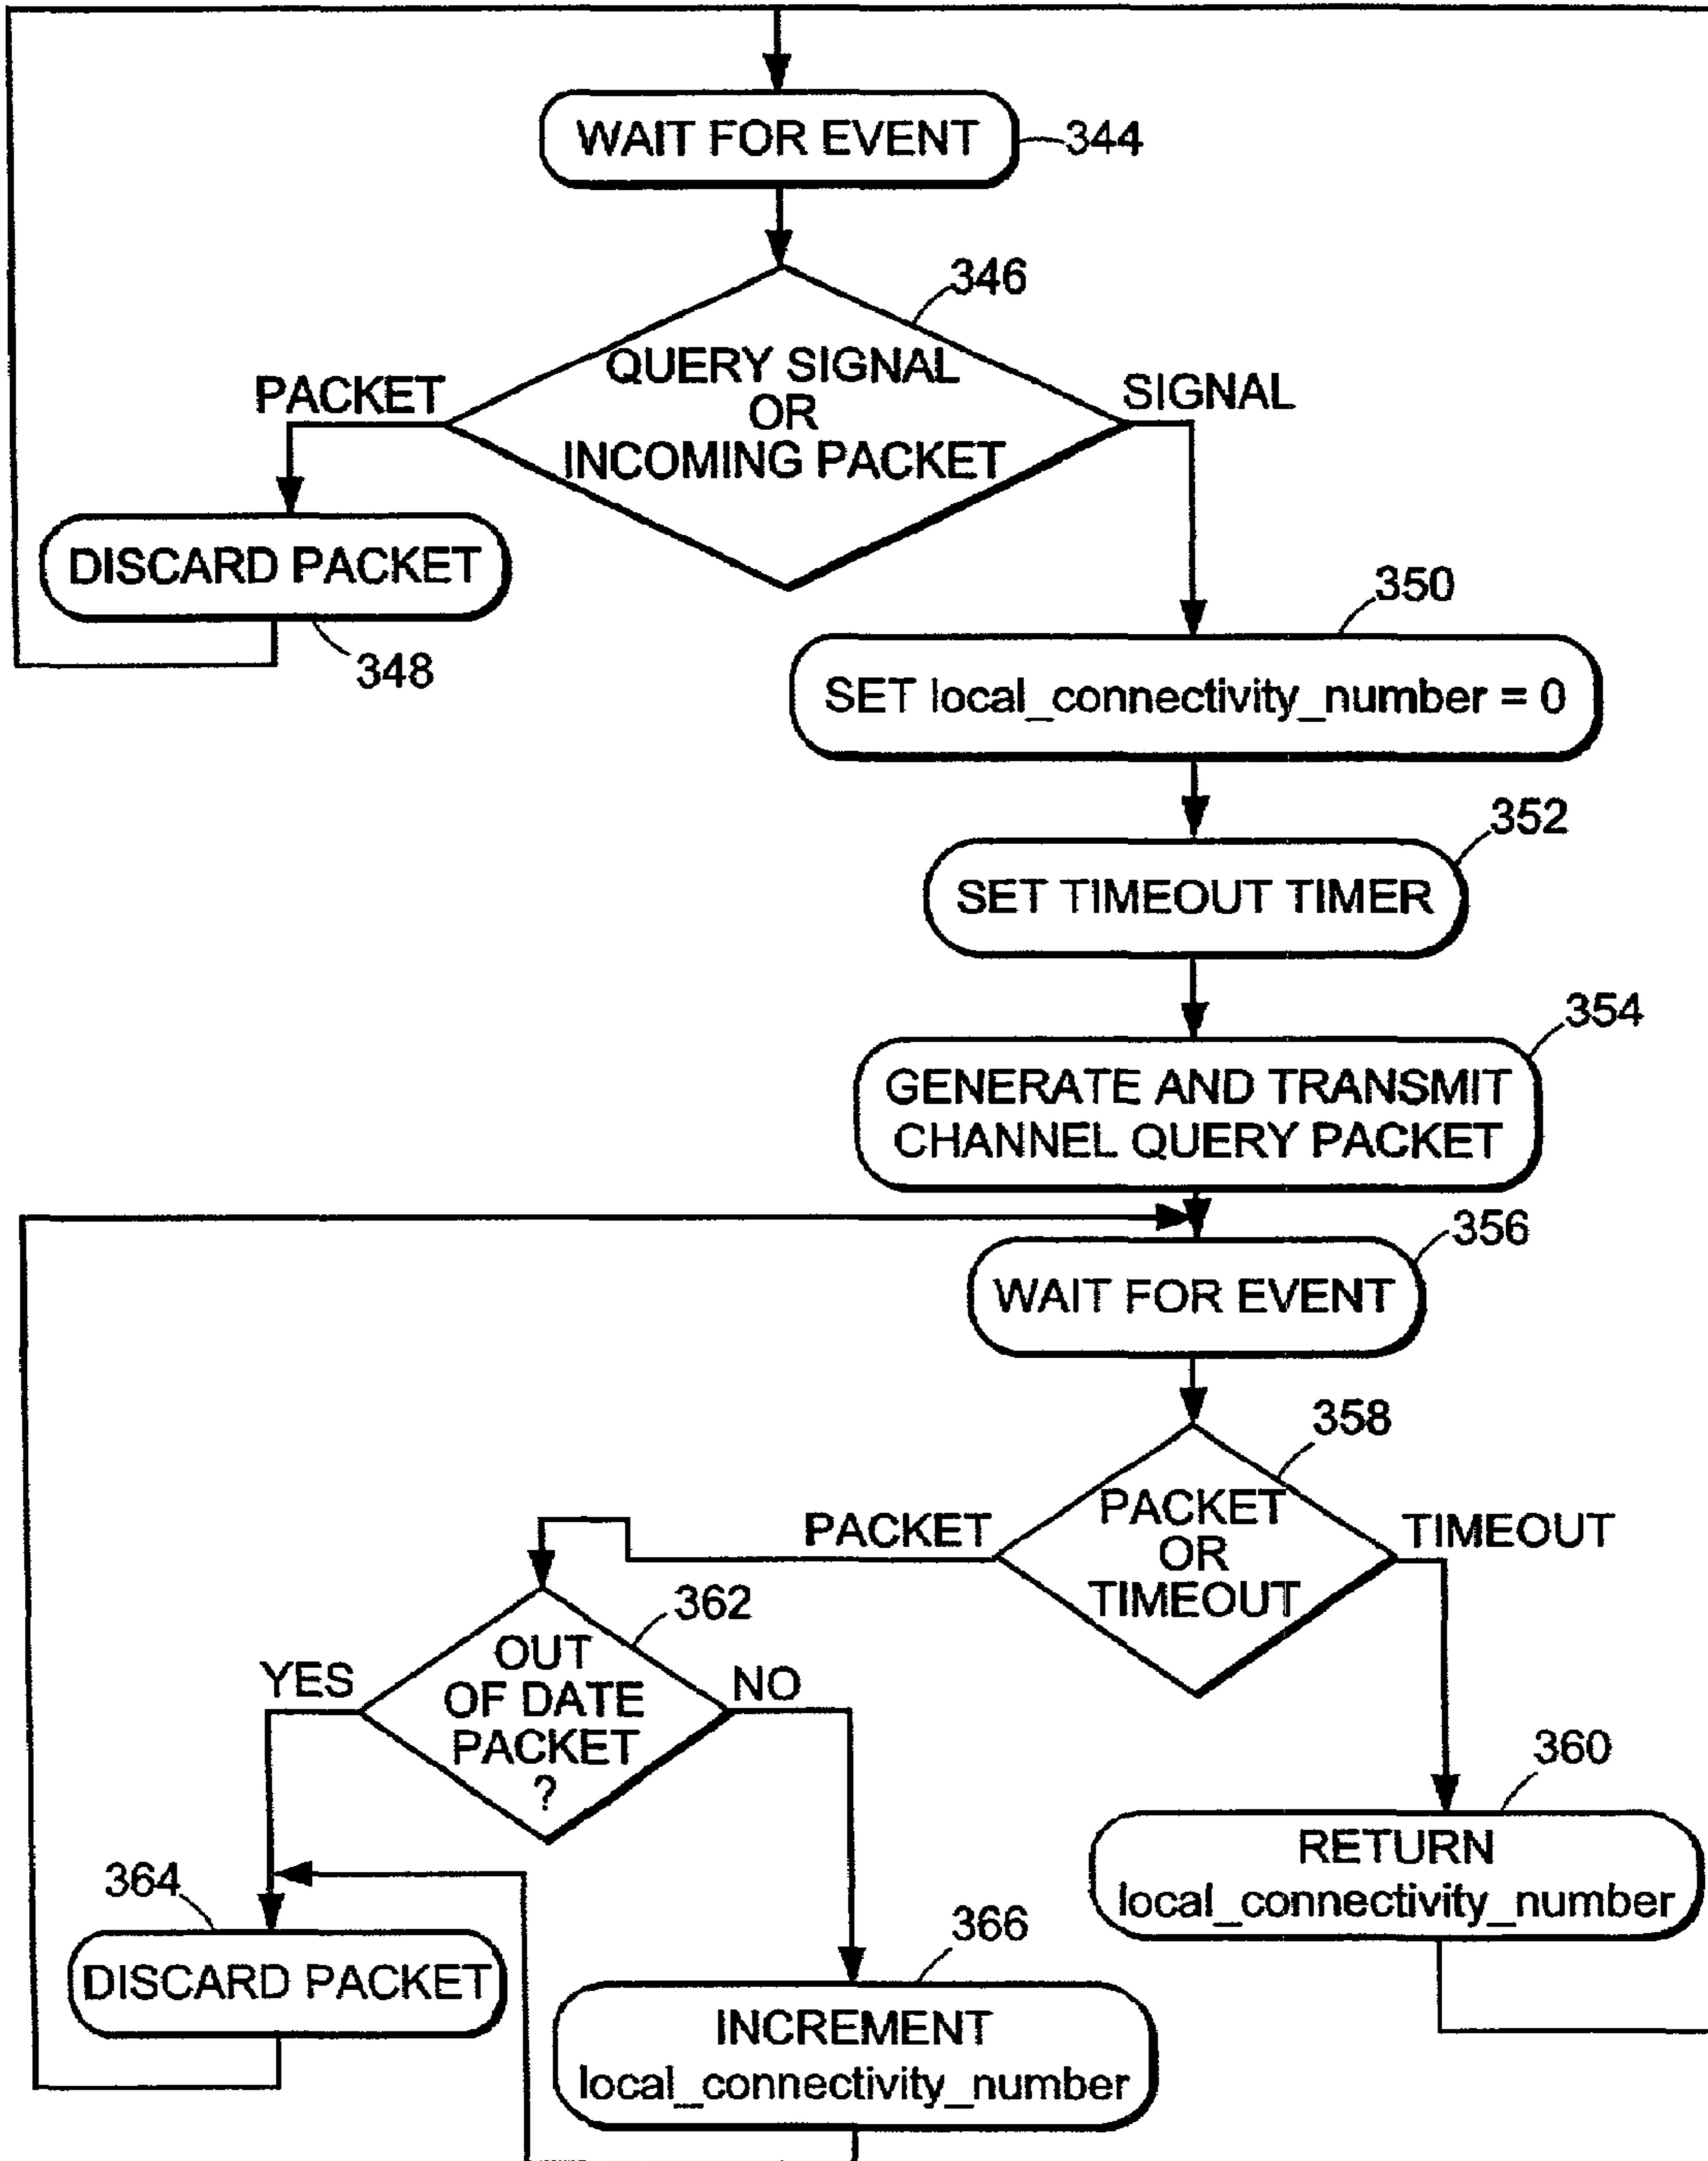 WAIT FOR EVENT
344
346
QUERY SIGNAL
OR
INCOMING PACKET
PACKET
SIGNAL
DISCARD PACKET
348
350
SET local_connectivity_number = 0
352
SET TIMEOUT TIMER
354
GENERATE AND TRANSMIT
CHANNEL QUERY PACKET
356
WAIT FOR EVENT
358
PACKET
OR
TIMEOUT
PACKET
TIMEOUT
362
OUT
OF DATE
PACKET
?
YES
NO
360
RETURN
local_connectivity_number
364
DISCARD PACKET
366
INCREMENT
local_connectivity_number